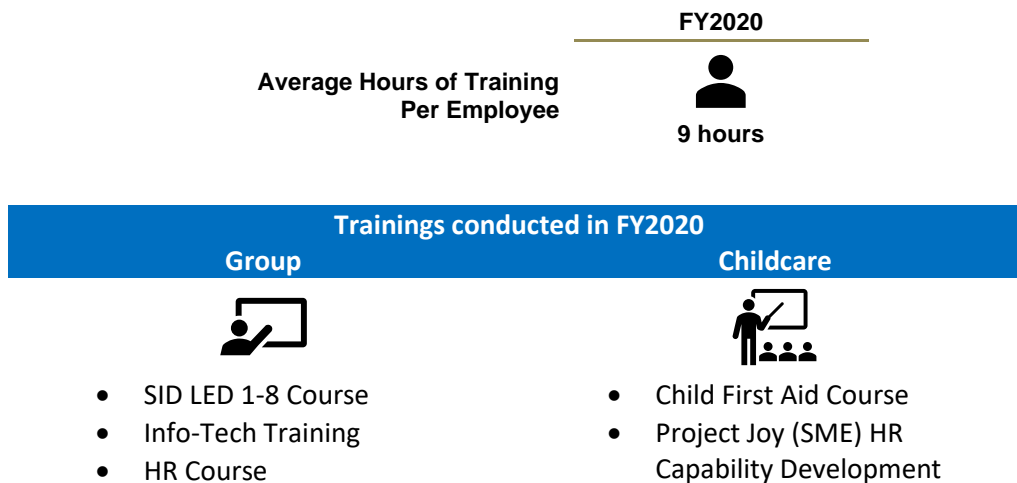 FY2020
Average Hours of Training
Per Employee
9 hours
Trainings conducted in FY2020
Group
Childcare
• SID LED 1-8 Course
• Info-Tech Training
• HR Course
• Child First Aid Course
• Project Joy (SME) HR
Capability Development